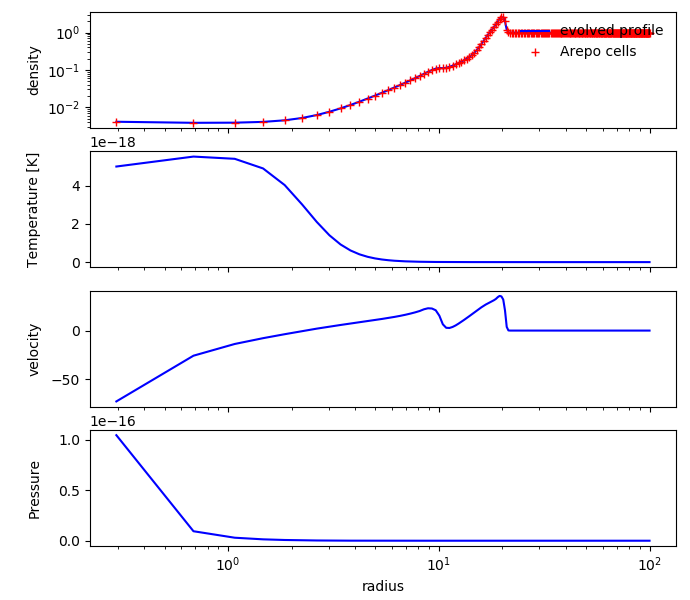 density
10⁰
10⁻¹
10⁻²
evolved profile
Arepo cells
1e−18
Temperature [K]
4
2
0
velocity
0
−50
1e−16
Pressure
1.0
0.5
0.0
10⁰ 10¹ 10²
radius